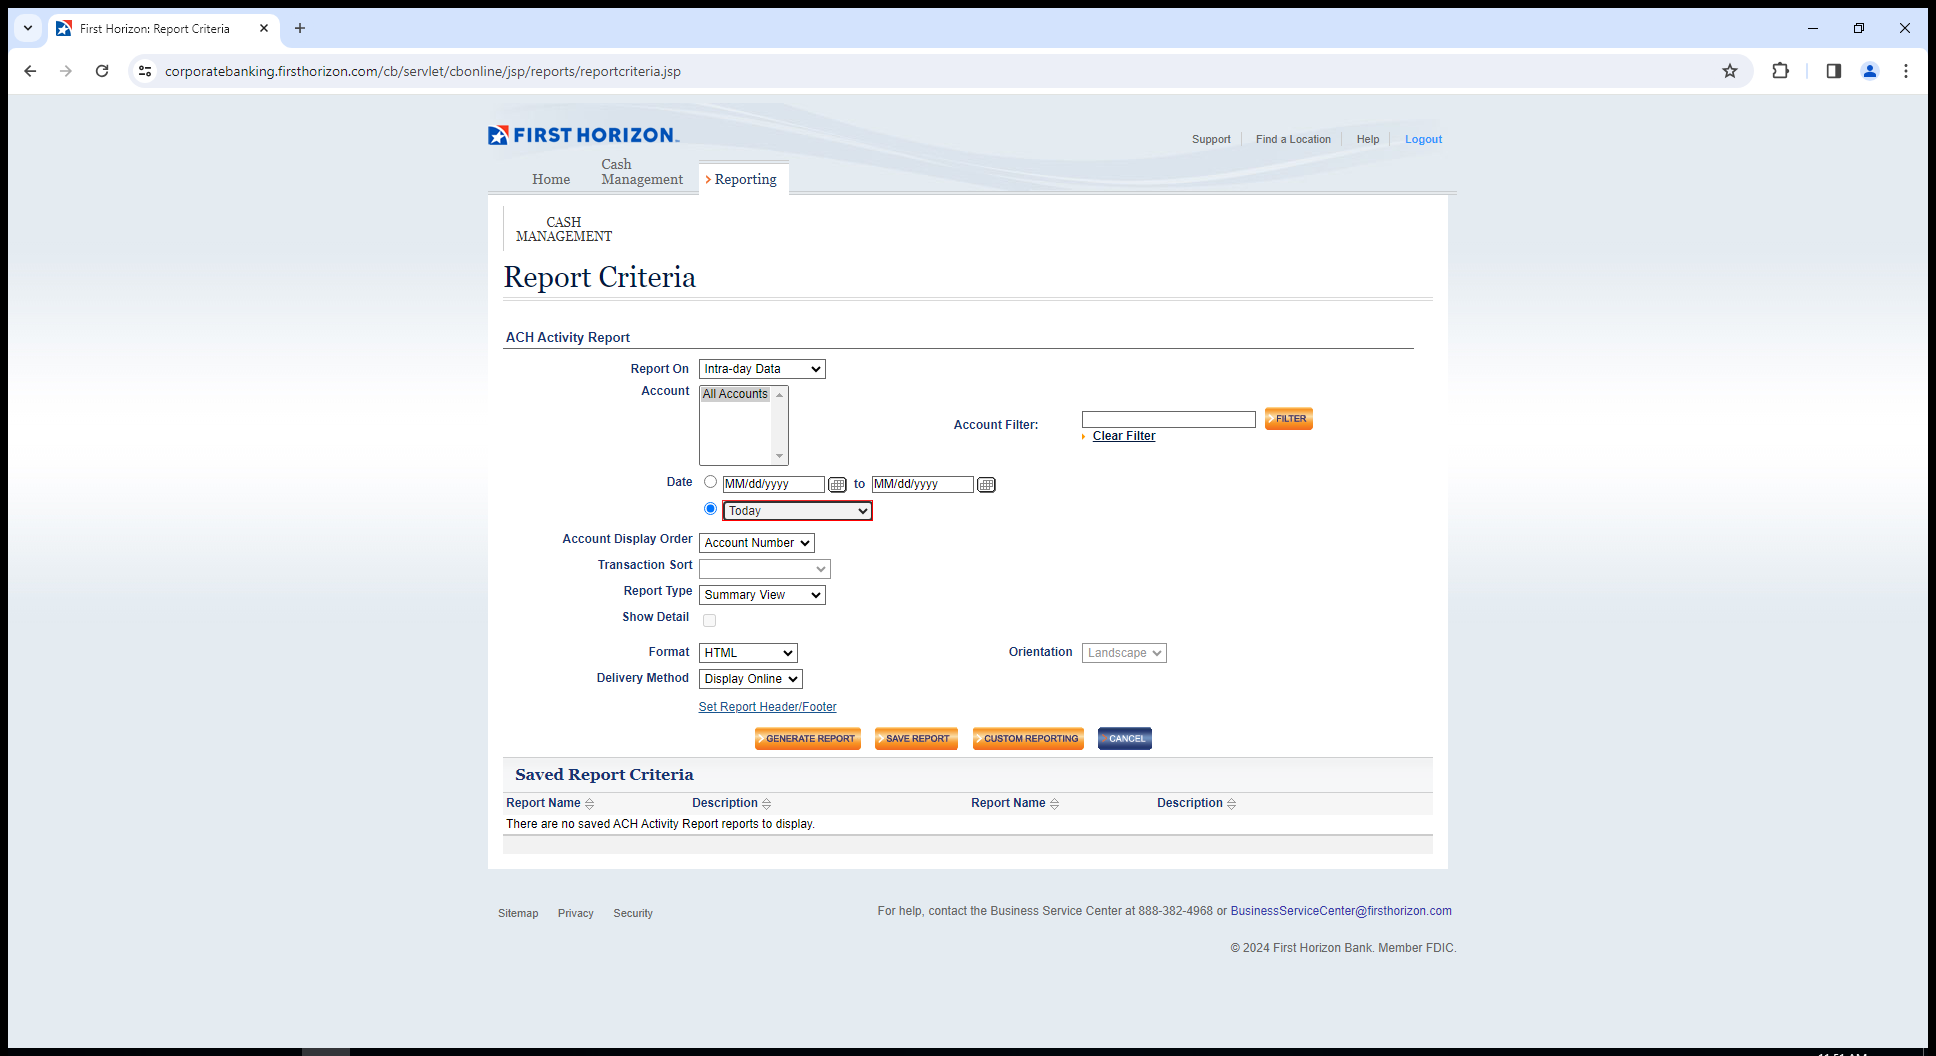 First Horizon: Report Criteria
corporatebanking.firsthorizon.com/cb/servlet/cbonline/jsp/reports/reportcriteria.jsp
FIRST HORIZON
Support Find a Location Help Logout
Home Cash Management Reporting
CASH
MANAGEMENT
Report Criteria
ACH Activity Report
Report On Intra-day Data
Account All Accounts
Account Filter: FILTER
Clear Filter
Date MM/dd/yyyy to MM/dd/yyyy
Today
Account Display Order Account Number
Transaction Sort
Report Type Summary View
Show Detail
Format HTML Orientation Landscape
Delivery Method Display Online
Set Report Header/Footer
GENERATE REPORT SAVE REPORT CUSTOM REPORTING CANCEL
Saved Report Criteria
Report Name Description Report Name Description
There are no saved ACH Activity Report reports to display.
Sitemap Privacy Security
For help, contact the Business Service Center at 888-382-4968 or BusinessServiceCenter@firsthorizon.com
© 2024 First Horizon Bank. Member FDIC.